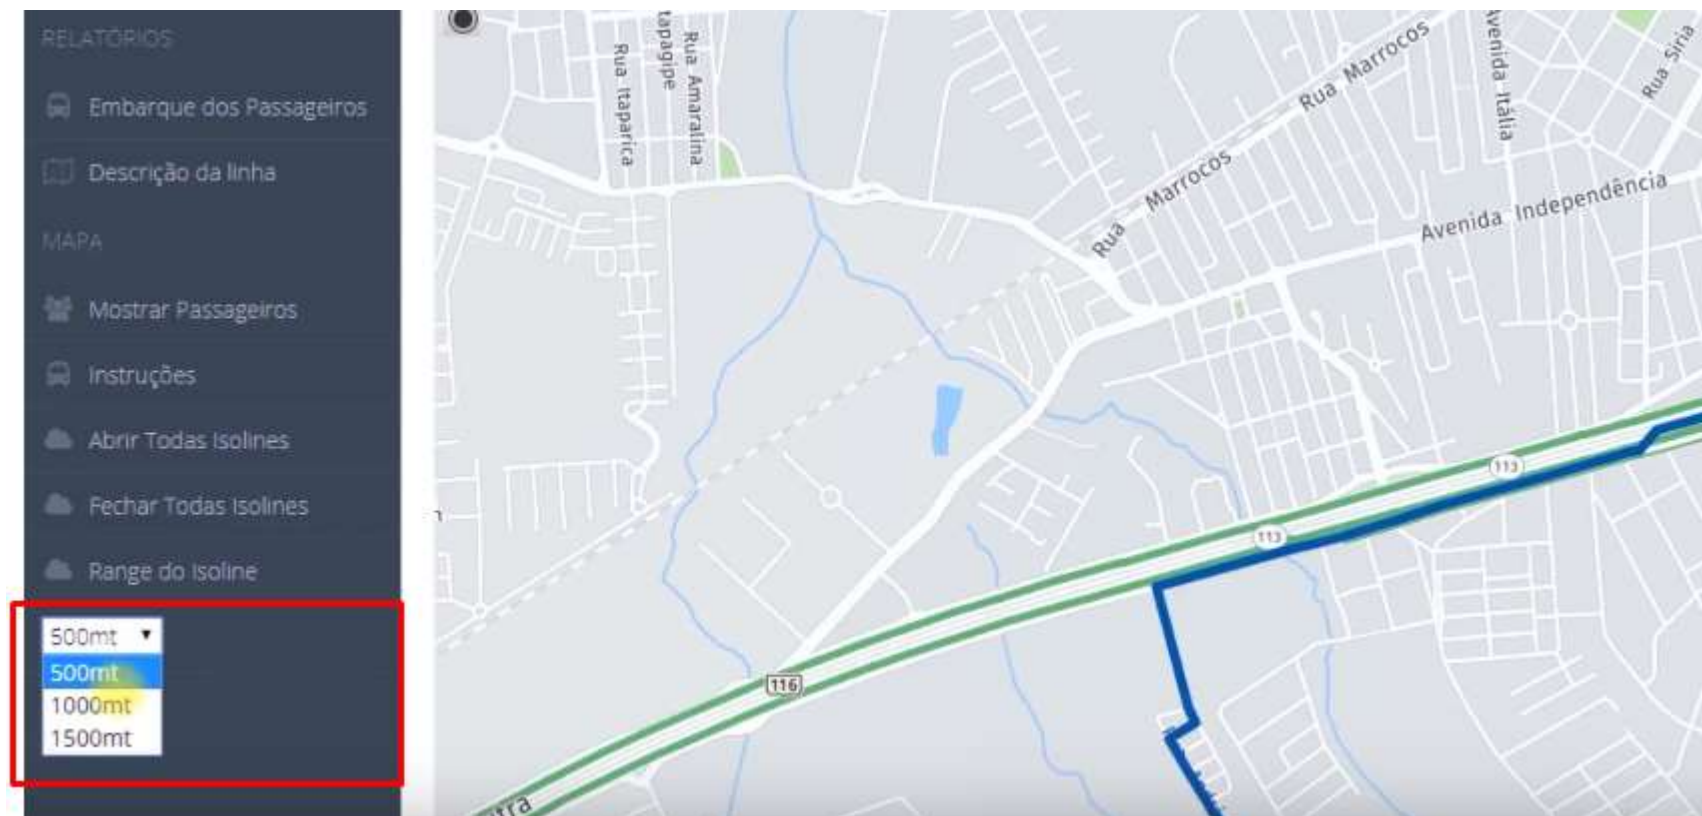 RELATÓRIOS
Embarque dos Passageiros
Descrição da linha
MAPA
Mostrar Passageiros
Instruções
Abrir Todas Isolines
Fechar Todas Isolines
Range do Isoline
500mt
500mt
1000mt
1500mt
Rua Itaparica
tapagipe
Rua Amaralina
Rua Marrocos
Rua Marrocos
Avenida Itália
Rua Síria
Avenida Independência
113
113
116
utra